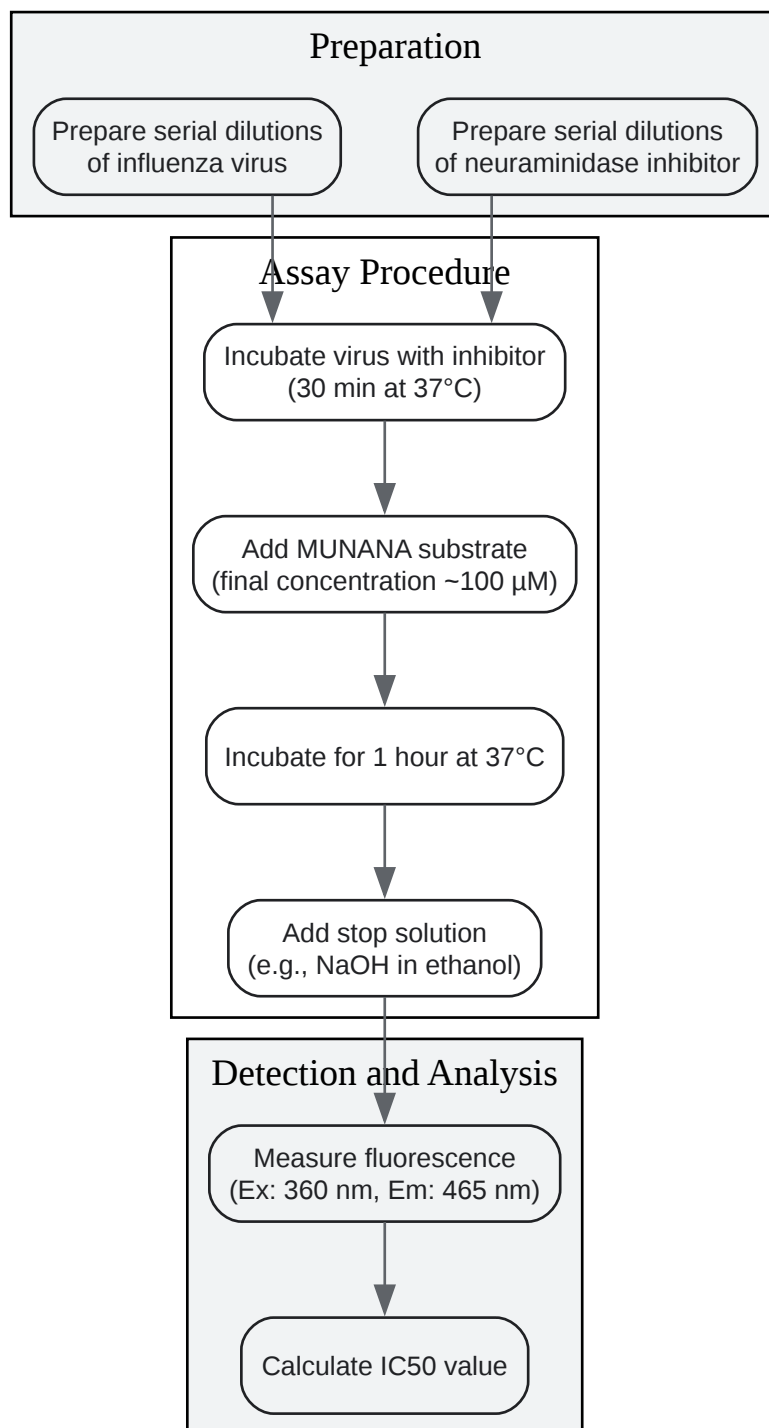 Preparation
Prepare serial dilutions
of influenza virus
Prepare serial dilutions
of neuraminidase inhibitor
Assay Procedure
Incubate virus with inhibitor
(30 min at 37°C)
Add MUNANA substrate
(final concentration ~100 µM)
Incubate for 1 hour at 37°C
Add stop solution
(e.g., NaOH in ethanol)
Detection and Analysis
Measure fluorescence
(Ex: 360 nm, Em: 465 nm)
Calculate IC50 value